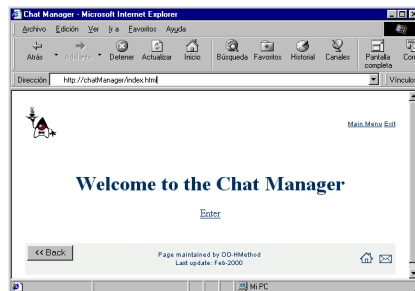 Chat Manager - Microsoft Internet Explorer
Archivo Edición Ver Ir a Favoritos Ayuda
Atrás Adelante Detener Actualizar Inicio Búsqueda Favoritos Historial Canales Pantalla completa Cor
Dirección http://chatManager/index.html Vínculos
Main Menu Exit
Welcome to the Chat Manager
Enter
<< Back
Page maintained by OO-HMethod
Last update: Feb-2000
Mi PC